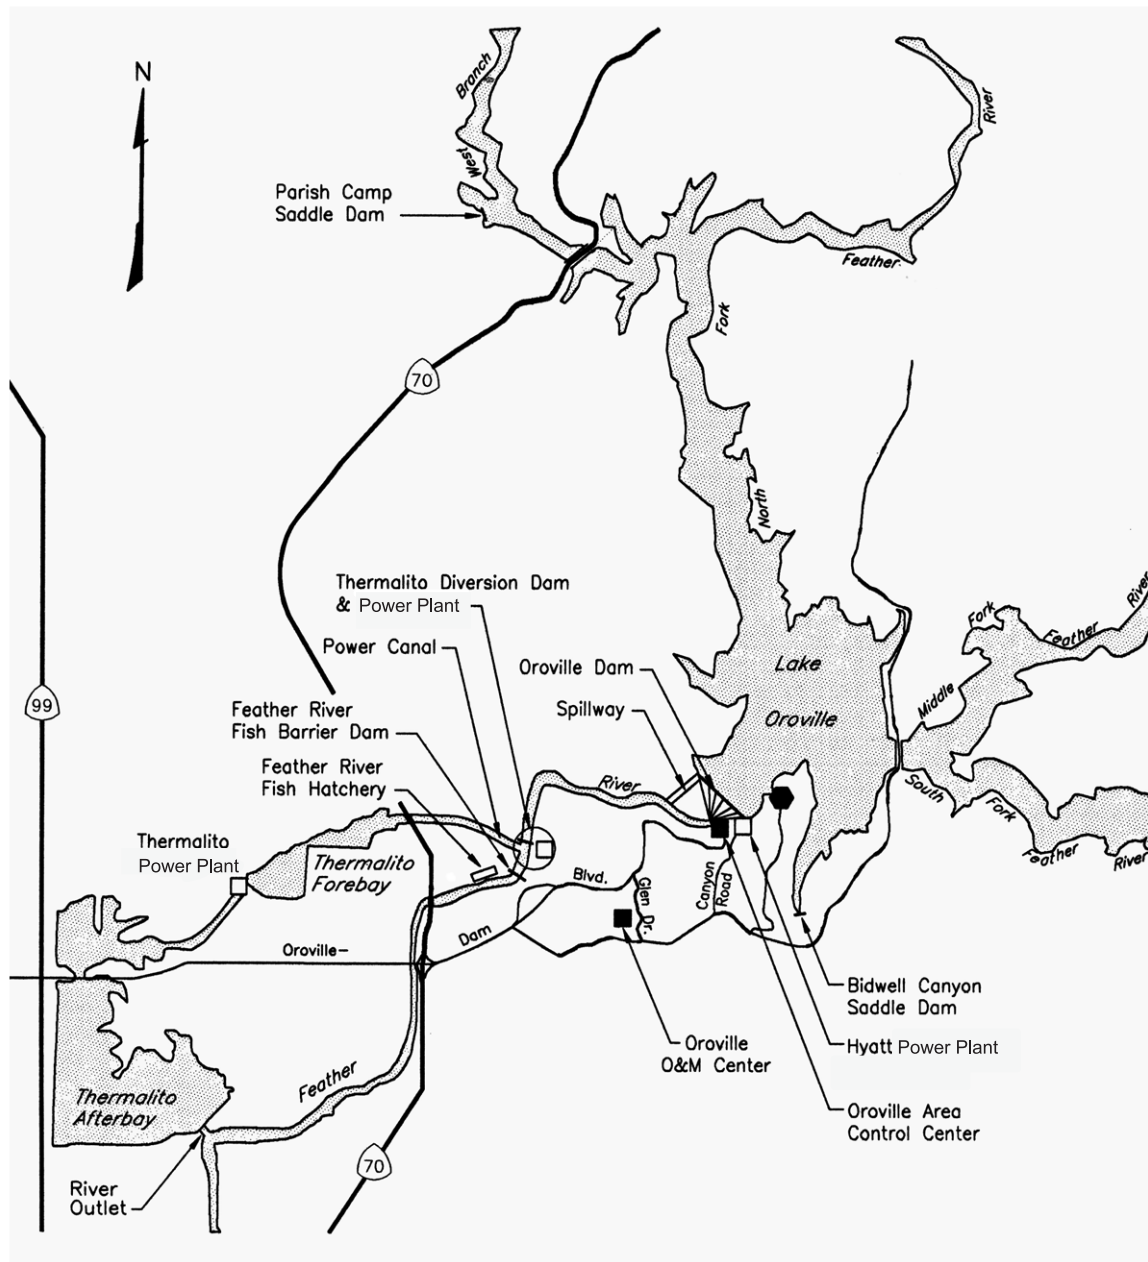 N
Branch
West
River
Parish Camp
Saddle Dam
Feather
Fork
70
North
Thermalito Diversion Dam
& Power Plant
Power Canal
Oroville Dam
Spillway
Lake
Oroville
Fork
Feather
River
Middle
99
Feather River
Fish Barrier Dam
Feather River
Fish Hatchery
River
South
Fork
Feather
River
Thermalito
Power Plant
Thermalito
Forebay
Blvd.
Glen Dr.
Canyon
Road
Dam
Oroville-
Bidwell Canyon
Saddle Dam
Oroville
O&M Center
Hyatt Power Plant
Feather
Thermalito
Afterbay
Oroville Area
Control Center
70
River
Outlet